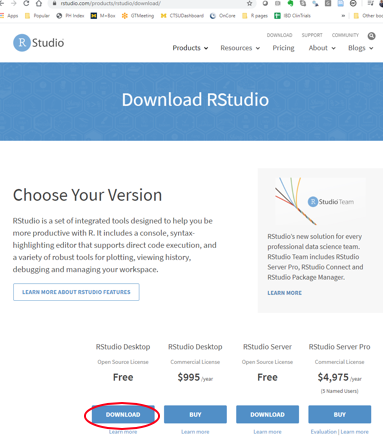 rstudio.com/products/rstudio/download/
Apps Popular PH Index M+Box GTMeeting CTSUDashboard OnCore R pages IBD ClinTrials » Other boo
DOWNLOAD SUPPORT COMMUNITY
R Studio
Products Resources Pricing About Blogs
Download RStudio
Choose Your Version
RStudio is a set of integrated tools designed to help you be
more productive with R. It includes a console, syntax-
highlighting editor that supports direct code execution, and
a variety of robust tools for plotting, viewing history,
debugging and managing your workspace.
LEARN MORE ABOUT RSTUDIO FEATURES
R Studio Team
RStudio's new solution for every
professional data science team.
RStudio Team includes RStudio
Server Pro, RStudio Connect and
RStudio Package Manager.
LEARN MORE
RStudio Desktop RStudio Desktop RStudio Server RStudio Server Pro
Open Source License Commercial License Open Source License Commercial License
Free $995 /year Free $4,975 /year
(5 Named Users)
DOWNLOAD BUY DOWNLOAD BUY
Learn more Learn more Learn more Evaluation | Learn more